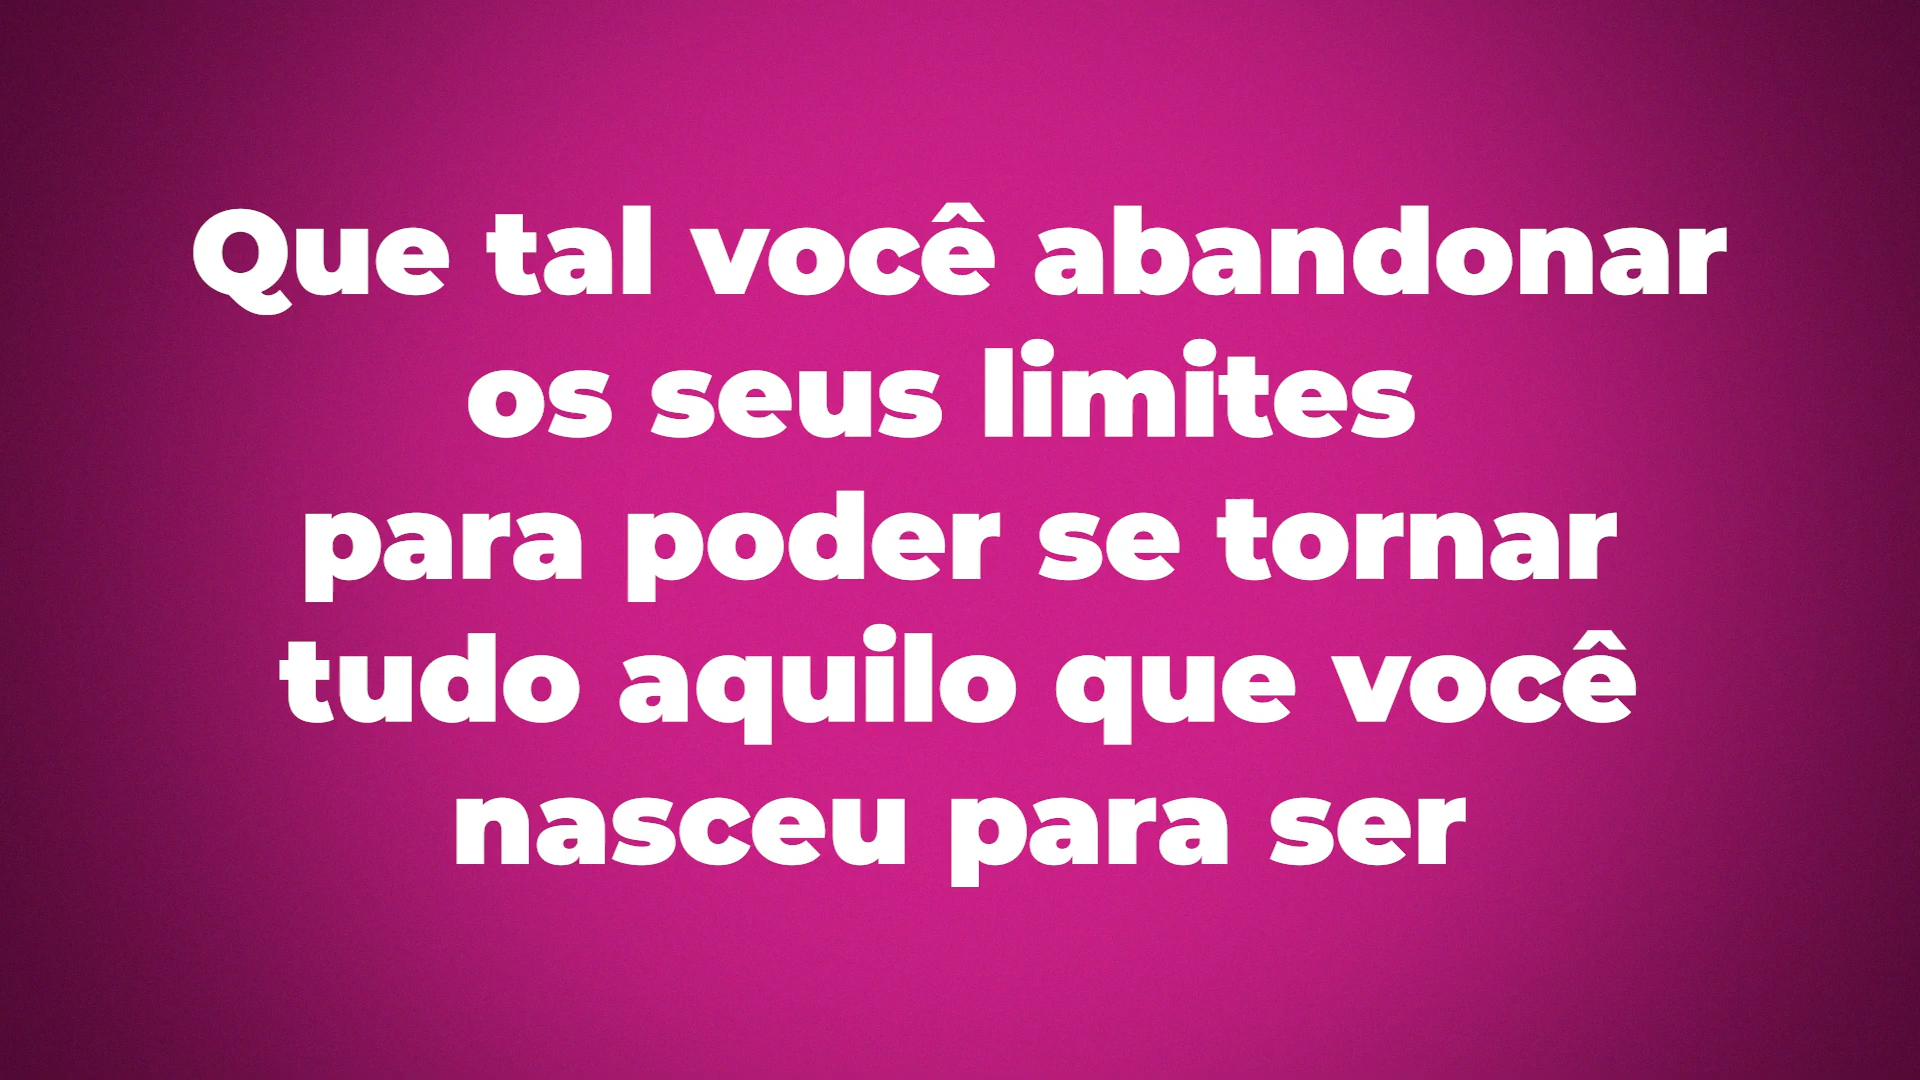 Que tal você abandonar
os seus limites
para poder se tornar
tudo aquilo que você
nasceu para ser